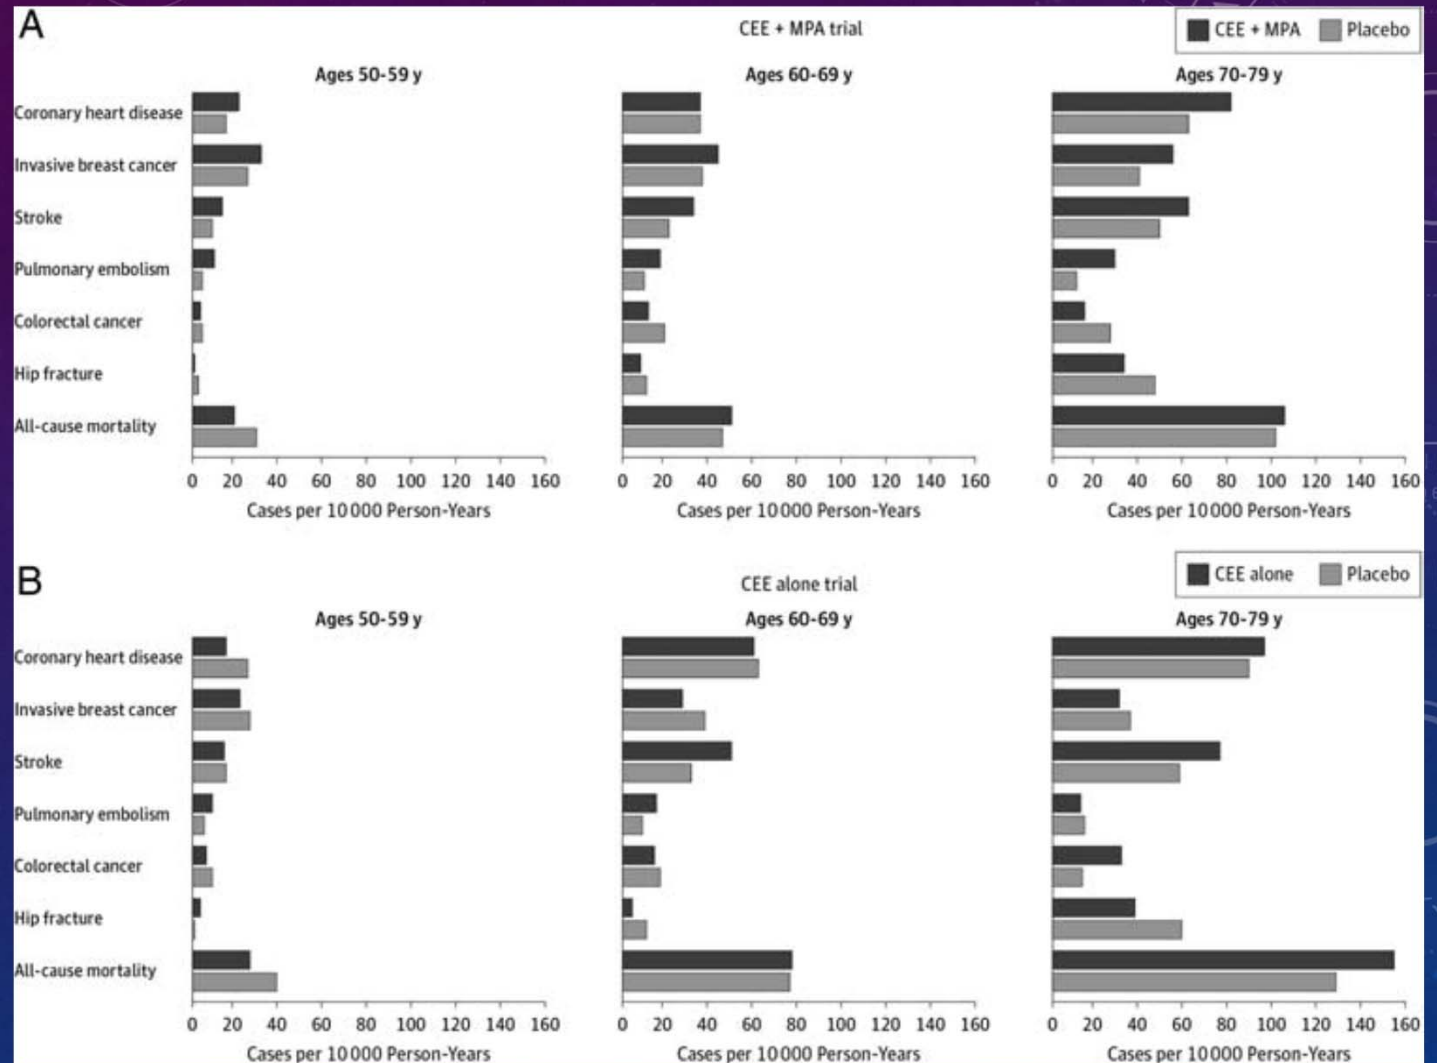 A
CEE + MPA trial
CEE + MPA Placebo
Ages 50-59 y Ages 60-69 y Ages 70-79 y
Coronary heart disease
Invasive breast cancer
Stroke
Pulmonary embolism
Colorectal cancer
Hip fracture
All-cause mortality
0 20 40 60 80 100 120 140 160 0 20 40 60 80 100 120 140 160 0 20 40 60 80 100 120 140 160
Cases per 10 000 Person-Years Cases per 10 000 Person-Years Cases per 10 000 Person-Years
B
CEE alone trial
CEE alone Placebo
Ages 50-59 y Ages 60-69 y Ages 70-79 y
Coronary heart disease
Invasive breast cancer
Stroke
Pulmonary embolism
Colorectal cancer
Hip fracture
All-cause mortality
0 20 40 60 80 100 120 140 160 0 20 40 60 80 100 120 140 160 0 20 40 60 80 100 120 140 160
Cases per 10 000 Person-Years Cases per 10 000 Person-Years Cases per 10 000 Person-Years